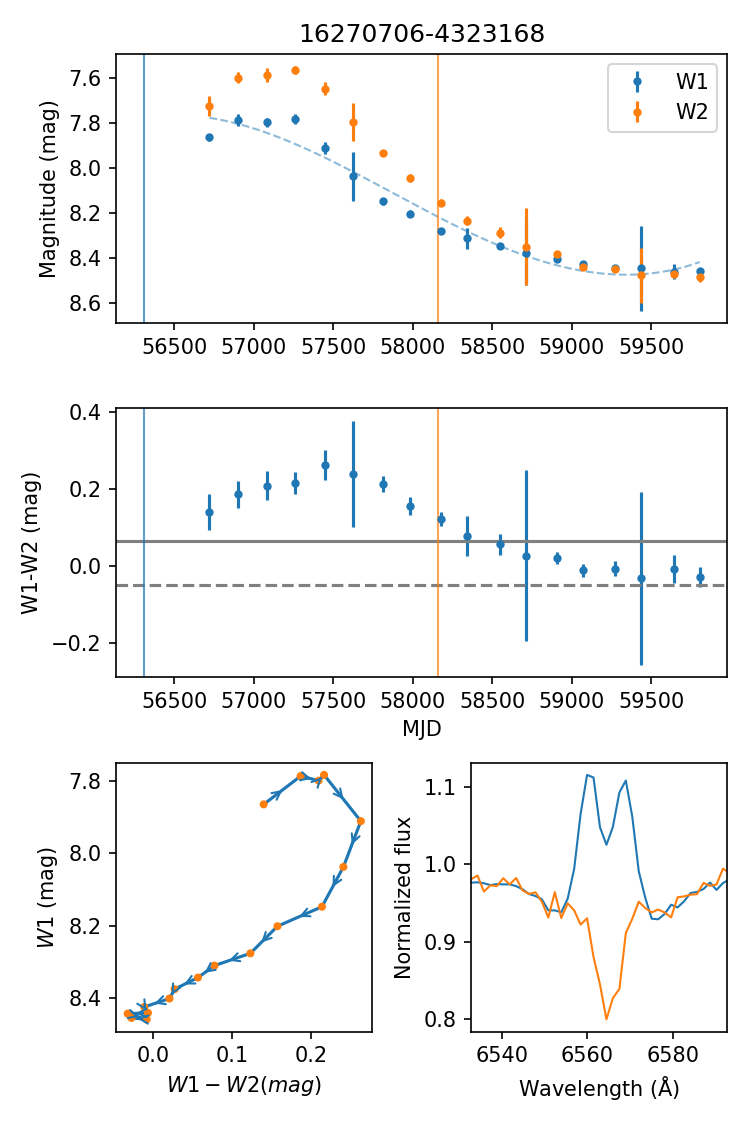 16270706-4323168
Magnitude (mag)
7.6
7.8
8.0
8.2
8.4
8.6
W1
W2
56500 57000 57500 58000 58500 59000 59500
W1-W2 (mag)
0.4
0.2
0.0
−0.2
56500 57000 57500 58000 58500 59000 59500
MJD
W1 (mag)
7.8
8.0
8.2
8.4
0.0 0.1 0.2
W1 − W2(mag)
Normalized flux
1.1
1.0
0.9
0.8
6540 6560 6580
Wavelength (Å)